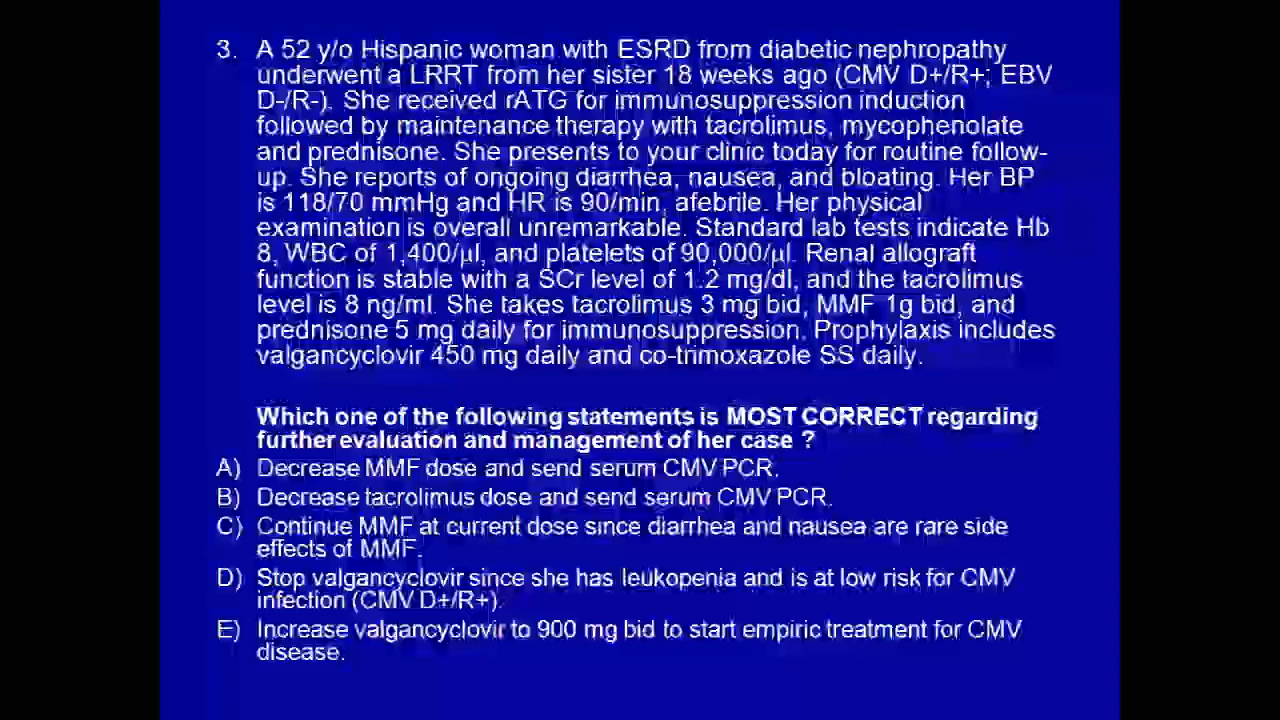 3. A 52 y/o Hispanic woman with ESRD from diabetic nephropathy
underwent a LRRT from her sister 18 weeks ago (CMV D+/R+; EBV
D-/R-). She received rATG for immunosuppression induction
followed by maintenance therapy with tacrolimus, mycophenolate
and prednisone. She presents to your clinic today for routine follow-
up. She reports of ongoing diarrhea, nausea, and bloating. Her BP
is 118/70 mmHg and HR is 90/min, afebrile. Her physical
examination is overall unremarkable. Standard lab tests indicate Hb
8, WBC of 1,400/µl, and platelets of 90,000/µl. Renal allograft
function is stable with a SCr level of 1.2 mg/dl, and the tacrolimus
level is 8 ng/ml. She takes tacrolimus 3 mg bid, MMF 1g bid, and
prednisone 5 mg daily for immunosuppression. Prophylaxis includes
valgancyclovir 450 mg daily and co-trimoxazole SS daily.
Which one of the following statements is MOST CORRECT regarding
further evaluation and management of her case ?
A) Decrease MMF dose and send serum CMV PCR.
B) Decrease tacrolimus dose and send serum CMV PCR.
C) Continue MMF at current dose since diarrhea and nausea are rare side
effects of MMF.
D) Stop valgancyclovir since she has leukopenia and is at low risk for CMV
infection (CMV D+/R+).
E) Increase valgancyclovir to 900 mg bid to start empiric treatment for CMV
disease.